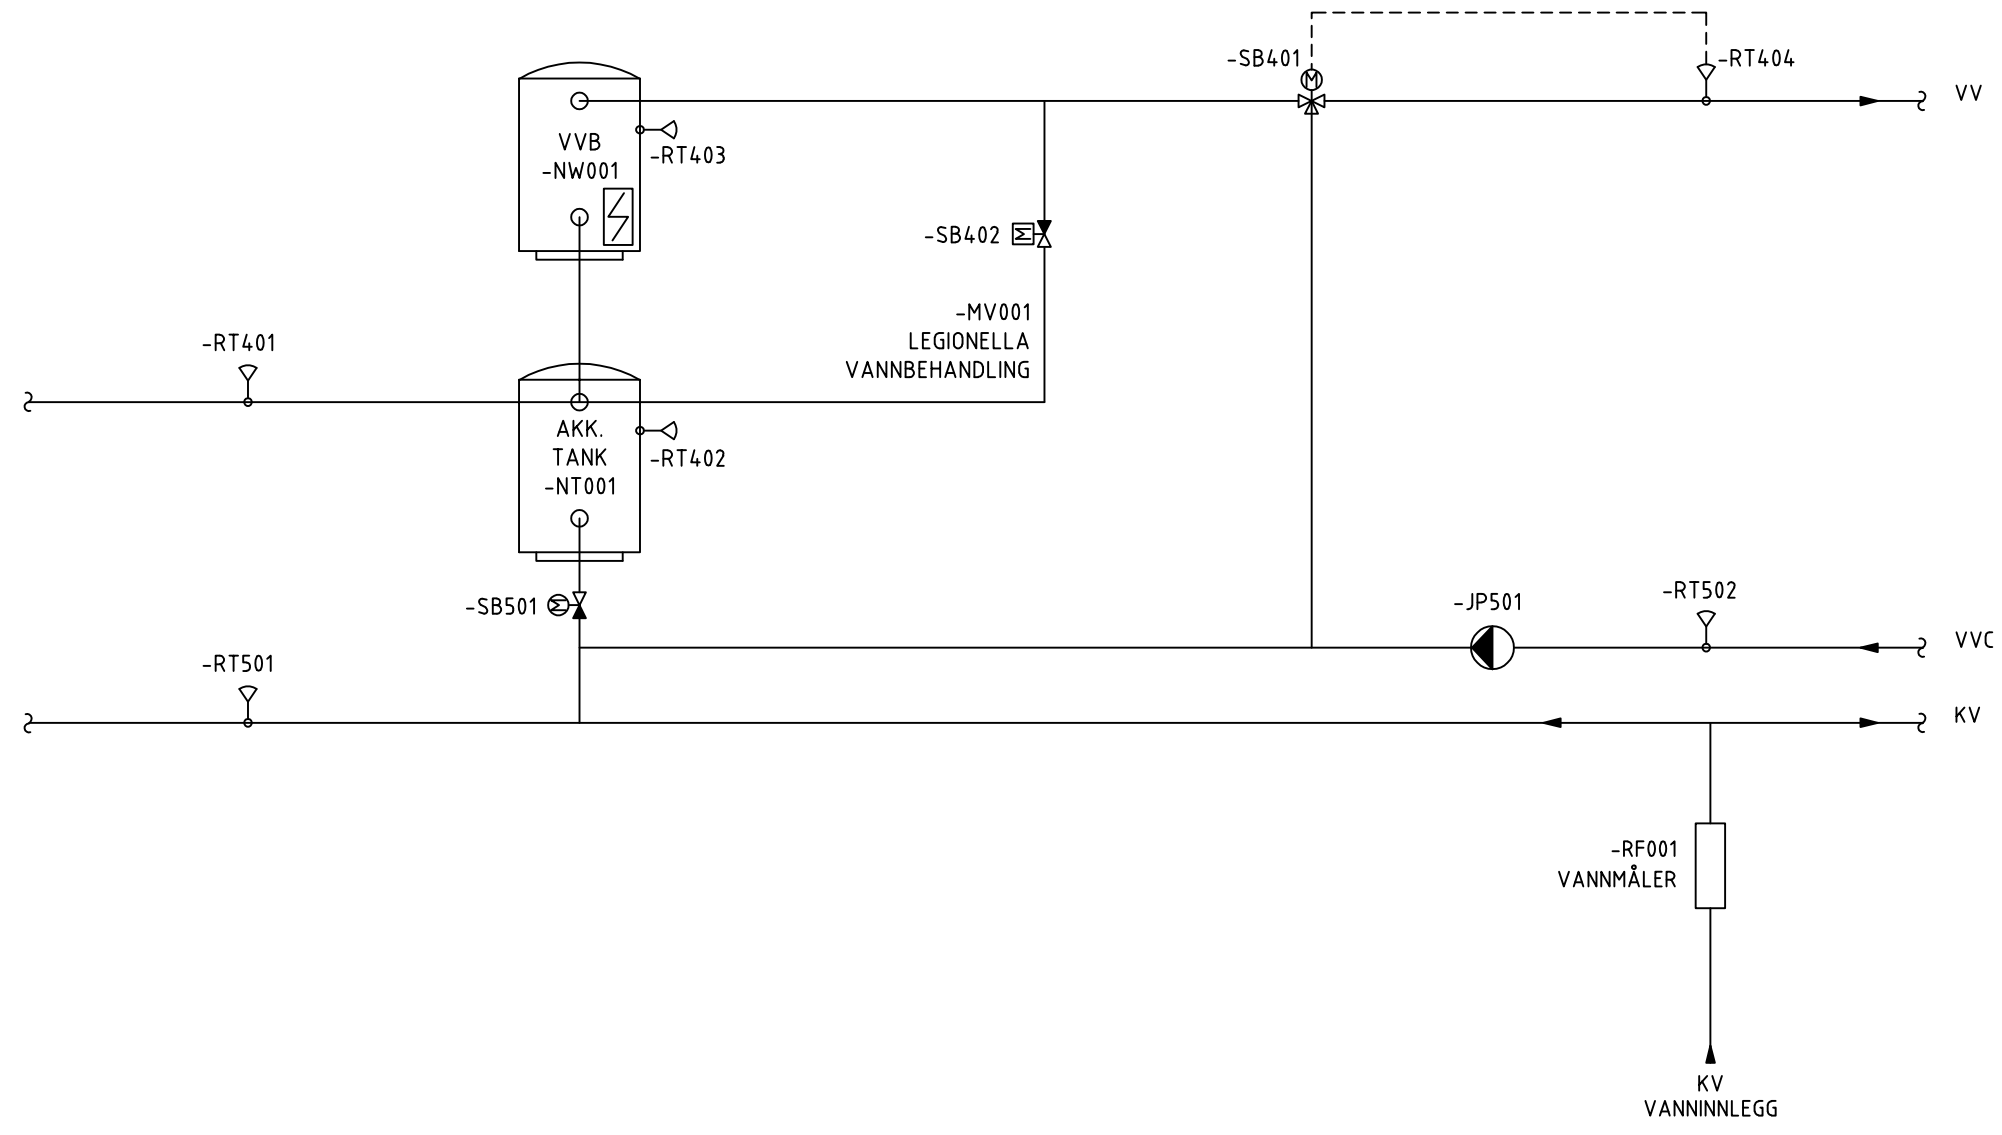 -SB401
-RT404
VV
VVB
-NW001
-RT403
-SB402
-MV001
LEGIONELLA
VANNBEHANDLING
-RT401
AKK.
TANK
-NT001
-RT402
-SB501
-JP501
-RT502
VVC
-RT501
KV
-RF001
VANNMÅLER
KV
VANNINNLEGG
M
M
M
M